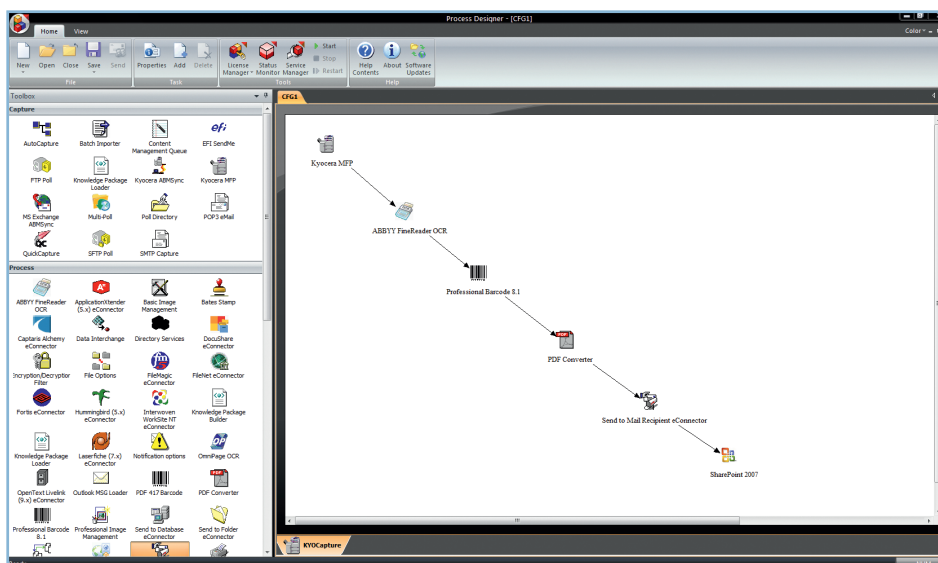 Process Designer - [CFG1]
Home View
Color
New Open Close Save Send Properties Add Delete License Manager Status Monitor Service Manager Start Stop Restart Help Contents About Software Updates
File Task Tools Help
Toolbox
CFG1
Capture
AutoCapture Batch Importer Content Management Queue EFI SendMe
FTP Poll Knowledge Package Loader Kyocera ABMSync Kyocera MFP
MS Exchange ABMSync Multi-Poll Poll Directory POP3 eMail
QuickCapture SFTP Poll SMTP Capture
Process
ABBYY FineReader OCR ApplicationXtender (5.x) eConnector Basic Image Management Bates Stamp
Captaris Alchemy eConnector Data Interchange Directory Services DocuShare eConnector
Encryption/Decryption Filter File Options FileMagic eConnector FileNet eConnector
Fortis eConnector Hummingbird (5.x) eConnector Interwoven WorkSite NT eConnector Knowledge Package Builder
Knowledge Package Loader Laserfiche (7.x) eConnector Notification options OmniPage OCR
OpenText Livelink (9.x) eConnector Outlook MSG Loader PDF 417 Barcode PDF Converter
Professional Barcode 8.1 Professional Image Management Send to Database eConnector Send to Folder eConnector
Kyocera MFP
ABBYY FineReader OCR
Professional Barcode 8.1
PDF Converter
Send to Mail Recipient eConnector
SharePoint 2007
KYOCapture